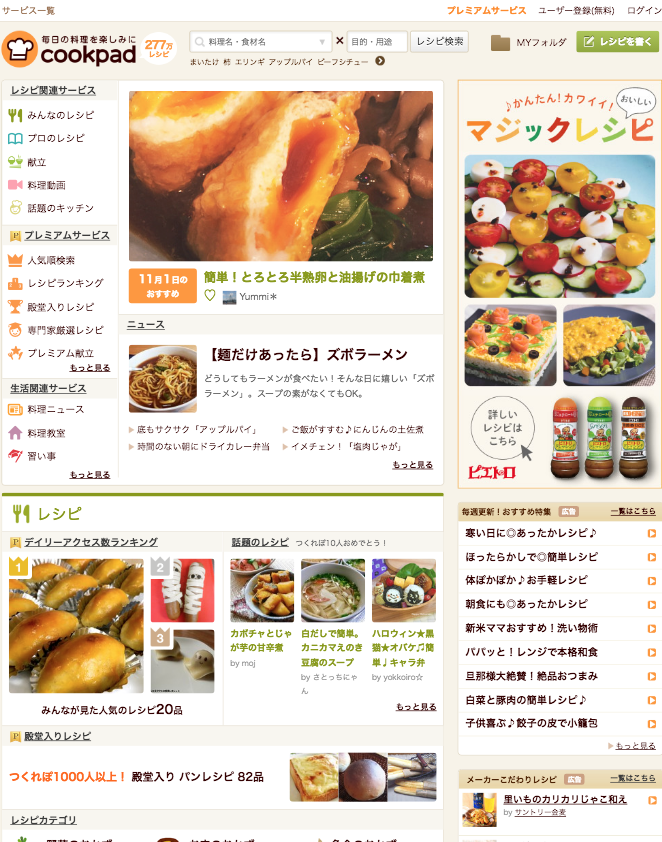 サービス一覧
プレミアムサービス ユーザー登録(無料) ログイン
毎日の料理を楽しみに
cookpad
277万
レシピ
料理名・食材名
×
目的・用途
レシピ検索
まいたけ 柿 エリンギ アップルパイ ビーフシチュー
MYフォルダ
レシピを書く
レシピ関連サービス
みんなのレシピ
プロのレシピ
献立
料理動画
話題のキッチン
プレミアムサービス
人気順検索
レシピランキング
殿堂入りレシピ
専門家厳選レシピ
プレミアム献立
もっと見る
生活関連サービス
料理ニュース
料理教室
習い事
もっと見る
11月1日の
おすすめ
簡単！とろとろ半熟卵と油揚げの巾着煮
Yummi＊
ニュース
【麺だけあったら】ズボラーメン
どうしてもラーメンが食べたい！そんな日に嬉しい「ズボ
ラーメン」。スープの素がなくてもOK。
底もサクサク「アップルパイ」
ご飯がすすむ♪にんじんの土佐煮
時間のない朝にドライカレー弁当
イメチェン！「塩肉じゃが」
もっと見る
♪かんたん！カワイイ！
おいしい
マジックレシピ
詳しい
レシピは
こちら
ピエトロ
レシピ
デイリーアクセス数ランキング
1
2
3
みんなが見た人気のレシピ20品
話題のレシピ つくれぽ10人おめでとう！
カボチャとじゃ
が芋の甘辛煮
by moj
白だしで簡単。
カニカマえのき
豆腐のスープ
by さとっちにゃ
ん
ハロウィン★黒
猫★オバケ♫簡
単♩キャラ弁
by yokkoiro☆
もっと見る
殿堂入りレシピ
つくれぽ1000人以上！ 殿堂入り パンレシピ 82品
レシピカテゴリ
毎週更新！おすすめ特集 広告 一覧はこちら
寒い日に◎あったかレシピ♪
ほったらかしで◎簡単レシピ
体ぽかぽか♪お手軽レシピ
朝食にも◎あったかレシピ
新米ママおすすめ！洗い物術
パパッと！レンジで本格和食
旦那様大絶賛！絶品おつまみ
白菜と豚肉の簡単レシピ♪
子供喜ぶ♪餃子の皮で小籠包
もっと見る
メーカーこだわりレシピ 広告 一覧はこちら
里いものカリカリじゃこ和え
by サントリー金麦